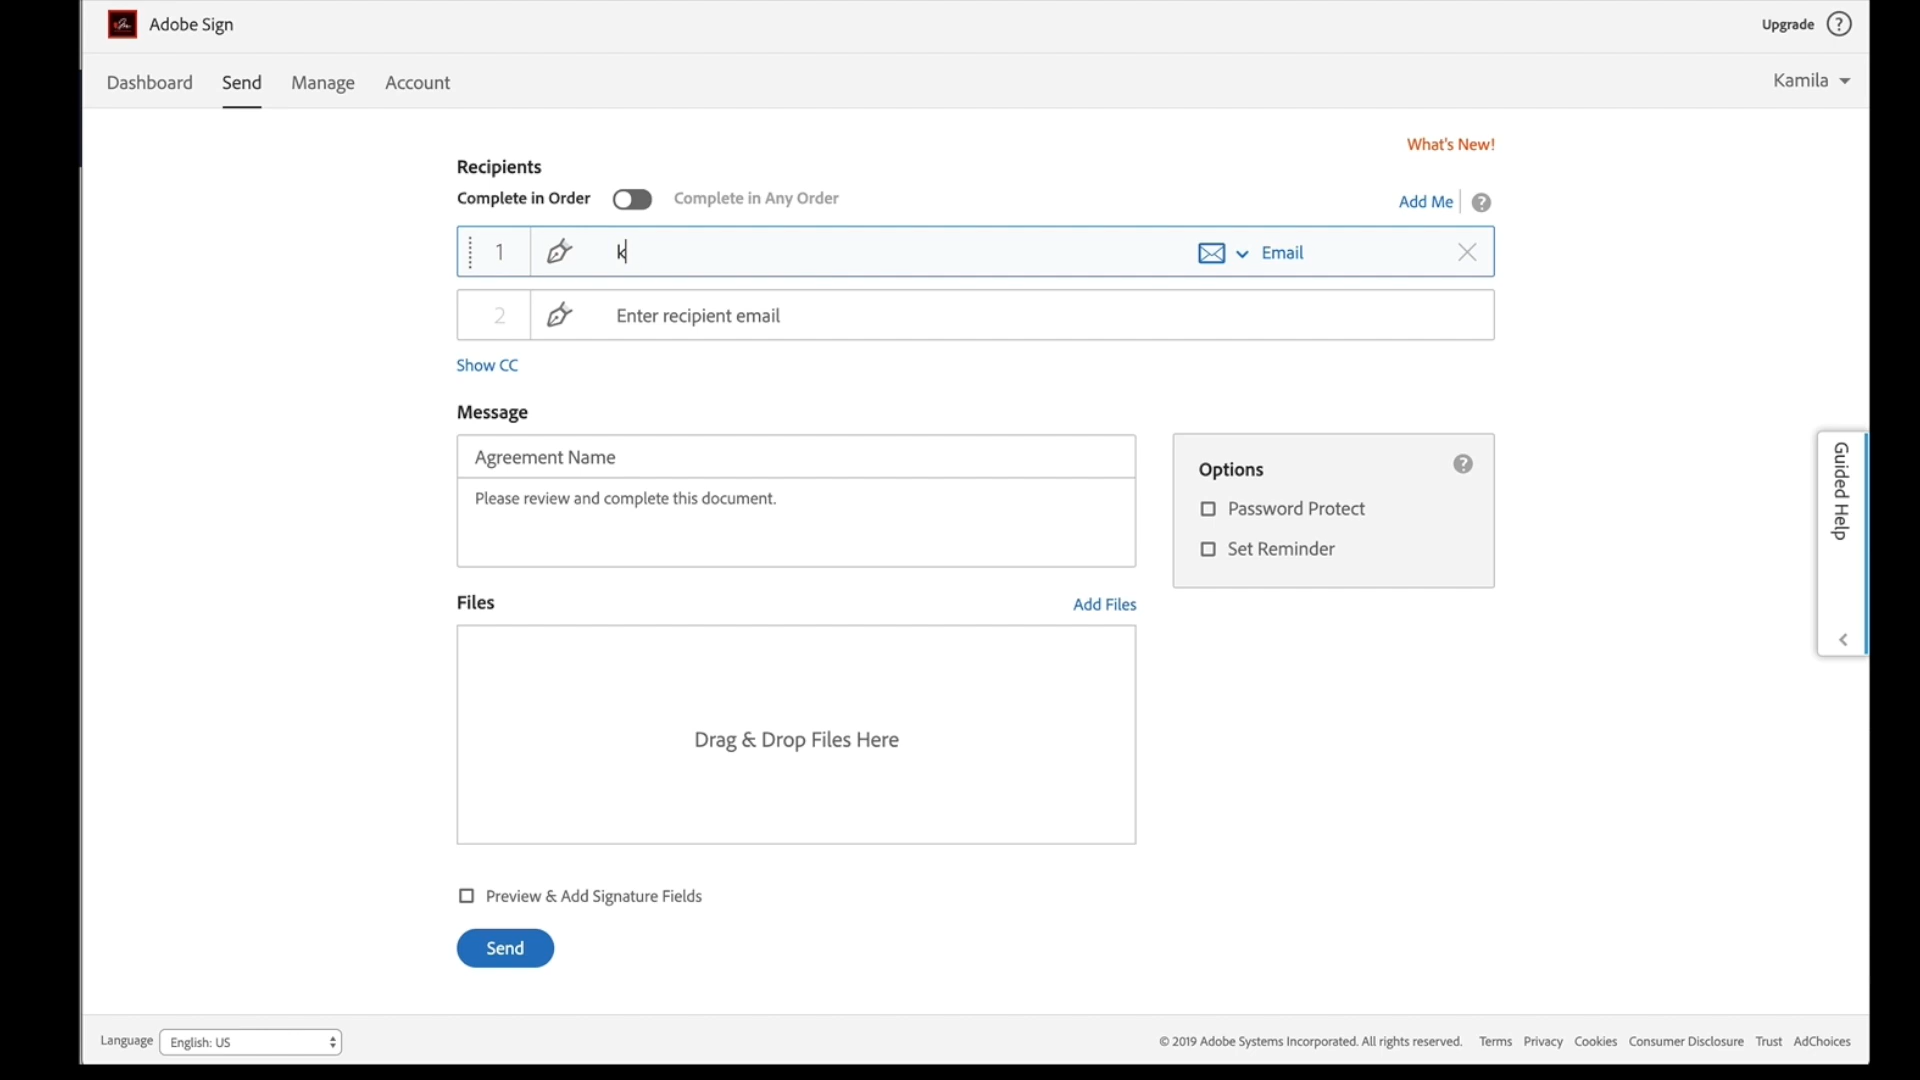 Adobe Sign
Upgrade ?
Dashboard Send Manage Account
Kamila
What's New!
Recipients
Complete in Order Complete in Any Order
Add Me ?
1 k Email
2 Enter recipient email
Show CC
Message
Agreement Name
Please review and complete this document.
Options ?
Password Protect
Set Reminder
Guided Help
Files Add Files
Drag & Drop Files Here
Preview & Add Signature Fields
Send
Language English: US
© 2019 Adobe Systems Incorporated. All rights reserved. Terms Privacy Cookies Consumer Disclosure Trust AdChoices